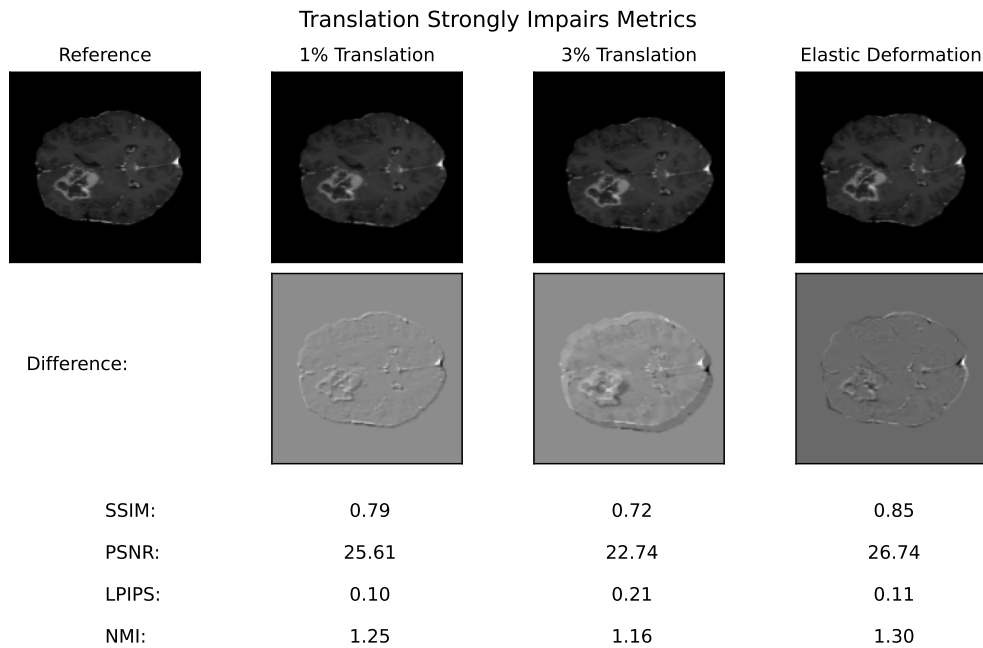 Translation Strongly Impairs Metrics
Reference 1% Translation 3% Translation Elastic Deformation
Difference:
SSIM: 0.79 0.72 0.85
PSNR: 25.61 22.74 26.74
LPIPS: 0.10 0.21 0.11
NMI: 1.25 1.16 1.30